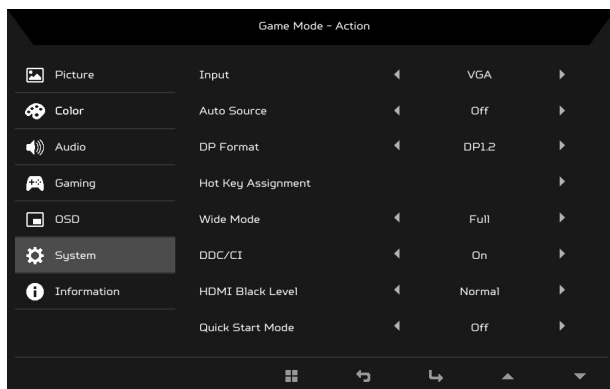 Game Mode - Action
Picture
Input VGA
Color
Auto Source Off
Audio
DP Format DP1.2
Gaming
Hot Key Assignment
OSD
Wide Mode Full
System
DDC/CI On
Information
HDMI Black Level Normal
Quick Start Mode Off